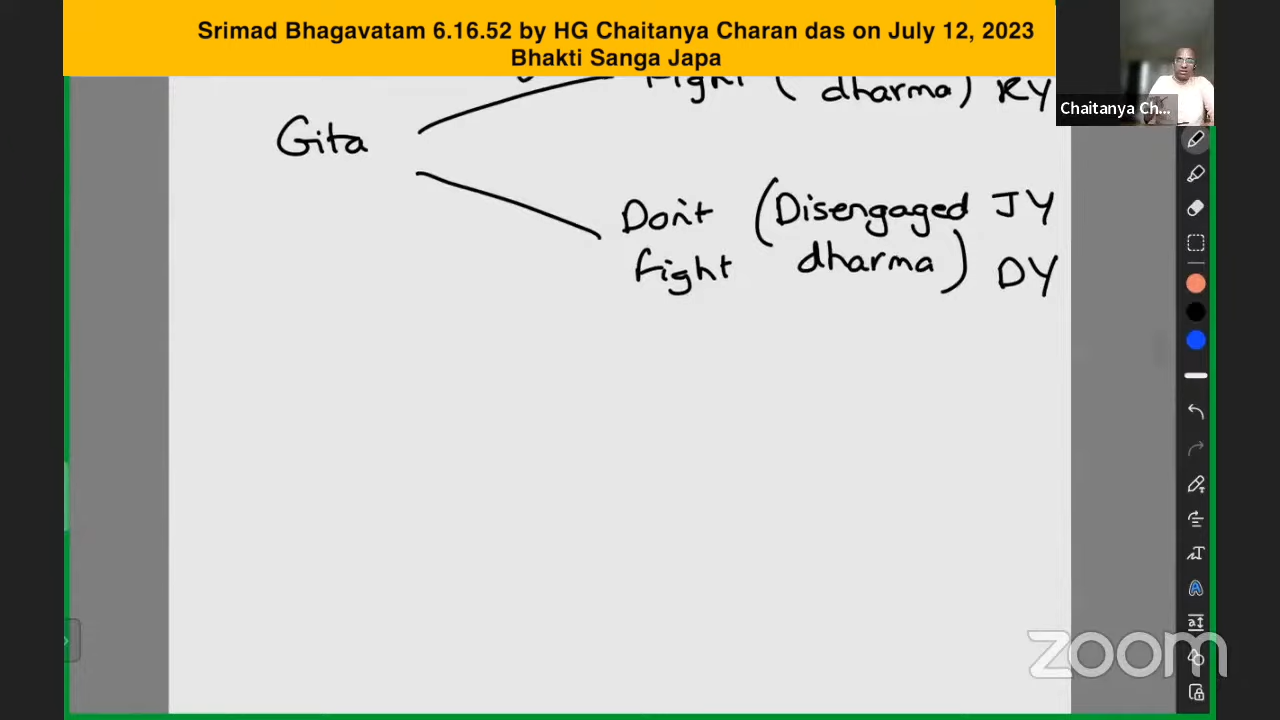 Srimad Bhagavatam 6.16.52 by HG Chaitanya Charan das on July 12, 2023
Bhakti Sanga Japa
Chaitanya Ch...
Fight ( dharma) KY
Gita
Don't (Disengaged JY
fight dharma) DY
zoom